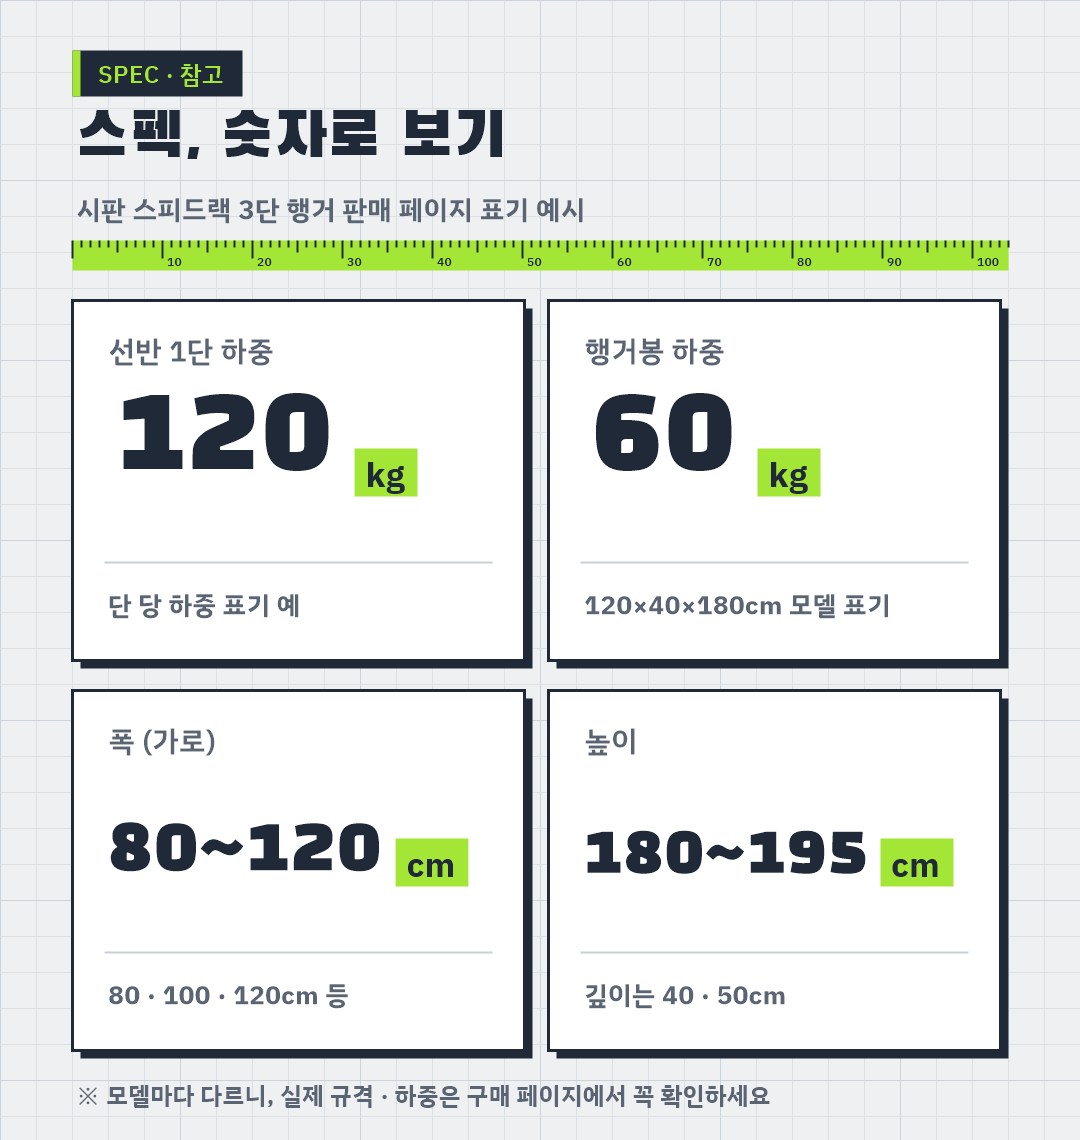 SPEC · 참고
스펙, 숫자로 보기
시판 스피드랙 3단 행거 판매 페이지 표기 예시
10 20 30 40 50 60 70 80 90 100
선반 1단 하중
120 kg
단 당 하중 표기 예
행거봉 하중
60 kg
120×40×180cm 모델 표기
폭 (가로)
80~120 cm
80 · 100 · 120cm 등
높이
180~195 cm
깊이는 40 · 50cm
※ 모델마다 다르니, 실제 규격 · 하중은 구매 페이지에서 꼭 확인하세요